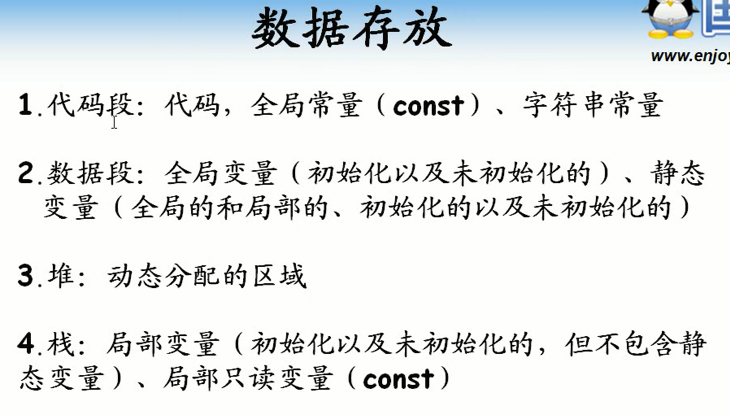 数据存放
www.enjoy
1.代码段：代码，全局常量（const）、字符串常量
2.数据段：全局变量（初始化以及未初始化的）、静态
变量（全局的和局部的、初始化的以及未初始化的）
3.堆：动态分配的区域
4.栈：局部变量（初始化以及未初始化的，但不包含静
态变量）、局部只读变量（const）